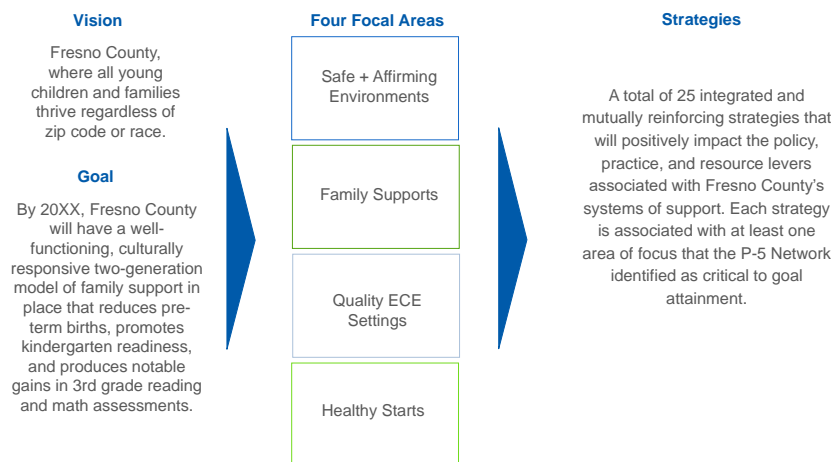 Vision
Fresno County,
where all young
children and families
thrive regardless of
zip code or race.
Goal
By 20XX, Fresno County
will have a well-
functioning, culturally
responsive two-generation
model of family support in
place that reduces pre-
term births, promotes
kindergarten readiness,
and produces notable
gains in 3rd grade reading
and math assessments.
Four Focal Areas
Safe + Affirming
Environments
Family Supports
Quality ECE
Settings
Healthy Starts
Strategies
A total of 25 integrated and
mutually reinforcing strategies that
will positively impact the policy,
practice, and resource levers
associated with Fresno County's
systems of support. Each strategy
is associated with at least one
area of focus that the P-5 Network
identified as critical to goal
attainment.